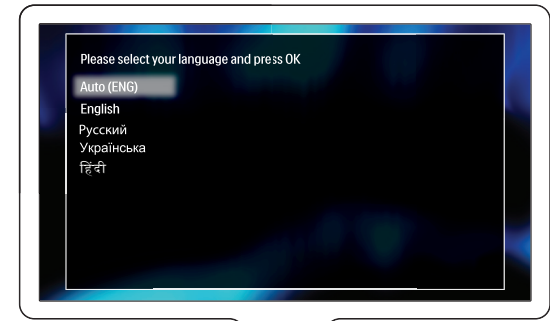 Please select your language and press OK
Auto (ENG)
English
Русский
Українська
हिंदी